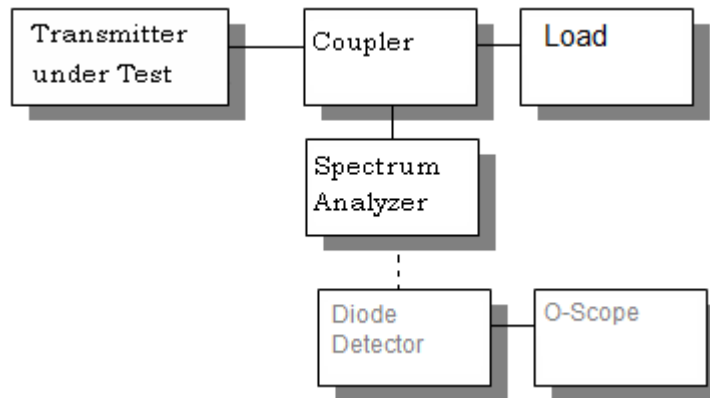 Transmitter
under Test
Coupler
Load
Spectrum
Analyzer
Diode
Detector
O-Scope